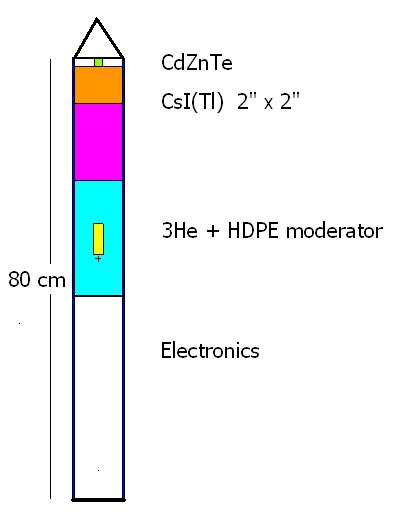 CdZnTe
CsI(Tl) 2" x 2"
3He + HDPE moderator
80 cm
Electronics